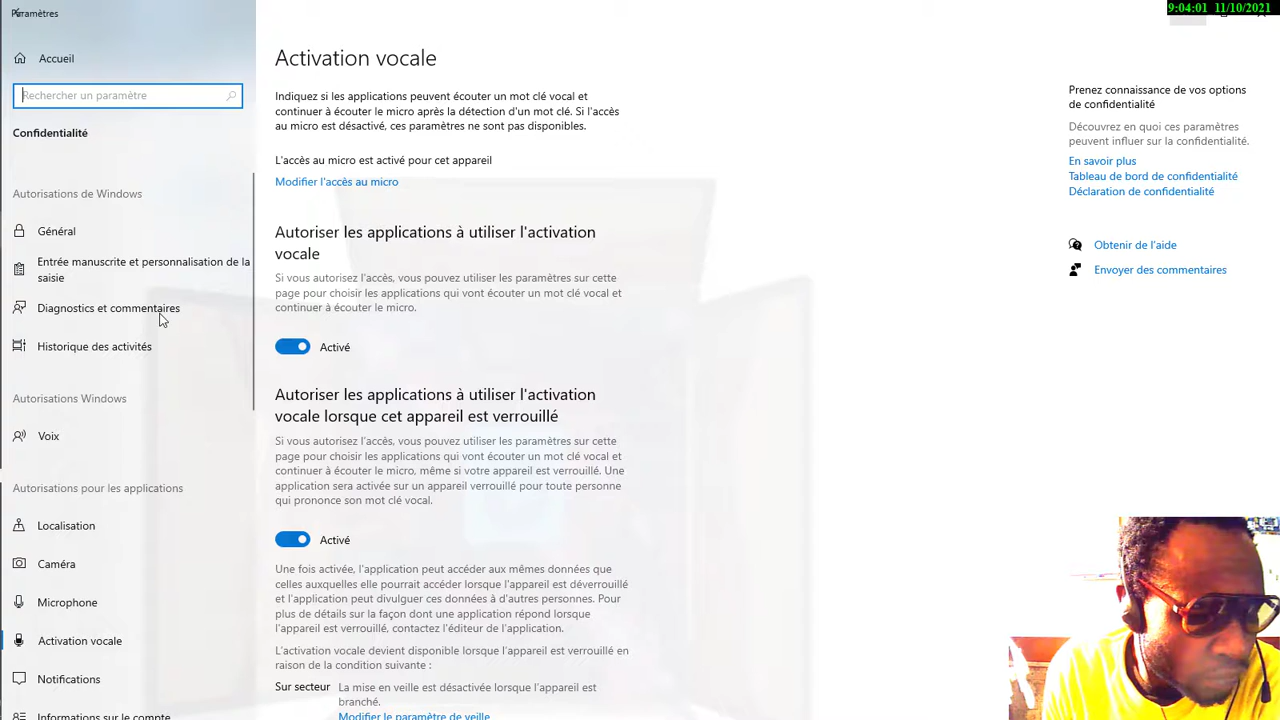 Paramètres
9:04:01 11/10/2021
Accueil
Rechercher un paramètre
Confidentialité
Autorisations de Windows
Général
Entrée manuscrite et personnalisation de la
saisie
Diagnostics et commentaires
Historique des activités
Autorisations Windows
Voix
Autorisations pour les applications
Localisation
Caméra
Microphone
Activation vocale
Notifications
Informations sur le compte
Activation vocale
Indiquez si les applications peuvent écouter un mot clé vocal et
continuer à écouter le micro après la détection d'un mot clé. Si l'accès
au micro est désactivé, ces paramètres ne sont pas disponibles.
L'accès au micro est activé pour cet appareil
Modifier l'accès au micro
Autoriser les applications à utiliser l'activation
vocale
Si vous autorisez l'accès, vous pouvez utiliser les paramètres sur cette
page pour choisir les applications qui vont écouter un mot clé vocal et
continuer à écouter le micro.
Activé
Autoriser les applications à utiliser l'activation
vocale lorsque cet appareil est verrouillé
Si vous autorisez l'accès, vous pouvez utiliser les paramètres sur cette
page pour choisir les applications qui vont écouter un mot clé vocal et
continuer à écouter le micro, même si votre appareil est verrouillé. Une
application sera activée sur un appareil verrouillé pour toute personne
qui prononce son mot clé vocal.
Activé
Une fois activée, l'application peut accéder aux mêmes données que
celles auxquelles elle pourrait accéder lorsque l'appareil est déverrouillé
et l'application peut divulguer ces données à d'autres personnes. Pour
plus de détails sur la façon dont une application répond lorsque
l'appareil est verrouillé, contactez l'éditeur de l'application.
L'activation vocale devient disponible lorsque l'appareil est verrouillé en
raison de la condition suivante :
Sur secteur La mise en veille est désactivée lorsque l'appareil est
branché.
Modifier le paramètre de veille
Prenez connaissance de vos options
de confidentialité
Découvrez en quoi ces paramètres
peuvent influer sur la confidentialité.
En savoir plus
Tableau de bord de confidentialité
Déclaration de confidentialité
Obtenir de l'aide
Envoyer des commentaires